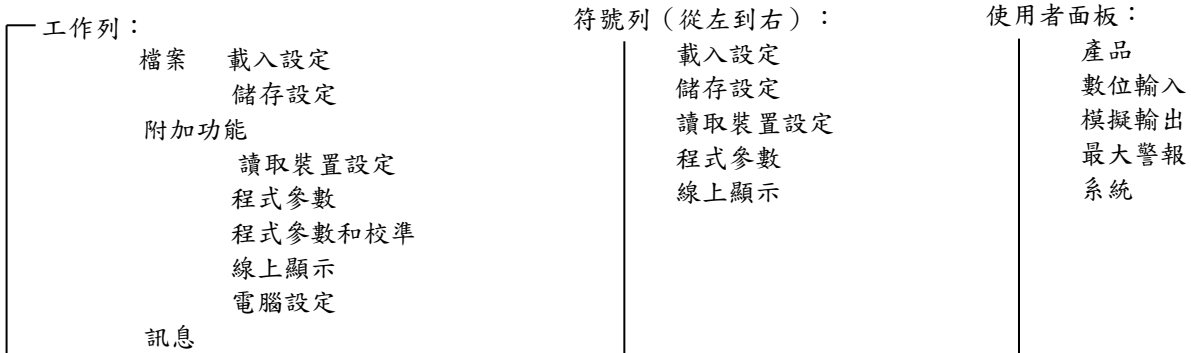 工作列：
檔案 載入設定
儲存設定
附加功能
讀取裝置設定
程式參數
程式參數和校準
線上顯示
電腦設定
訊息
符號列（從左到右）：
載入設定
儲存設定
讀取裝置設定
程式參數
線上顯示
使用者面板：
產品
數位輸入
模擬輸出
最大警報
系統